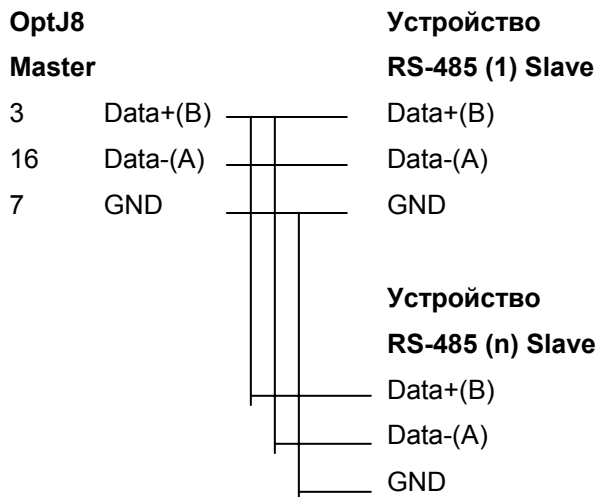 OptJ8 Устройство
Master RS-485 (1) Slave
3 Data+(B) Data+(B)
16 Data-(A) Data-(A)
7 GND GND
Устройство
RS-485 (n) Slave
Data+(B)
Data-(A)
GND